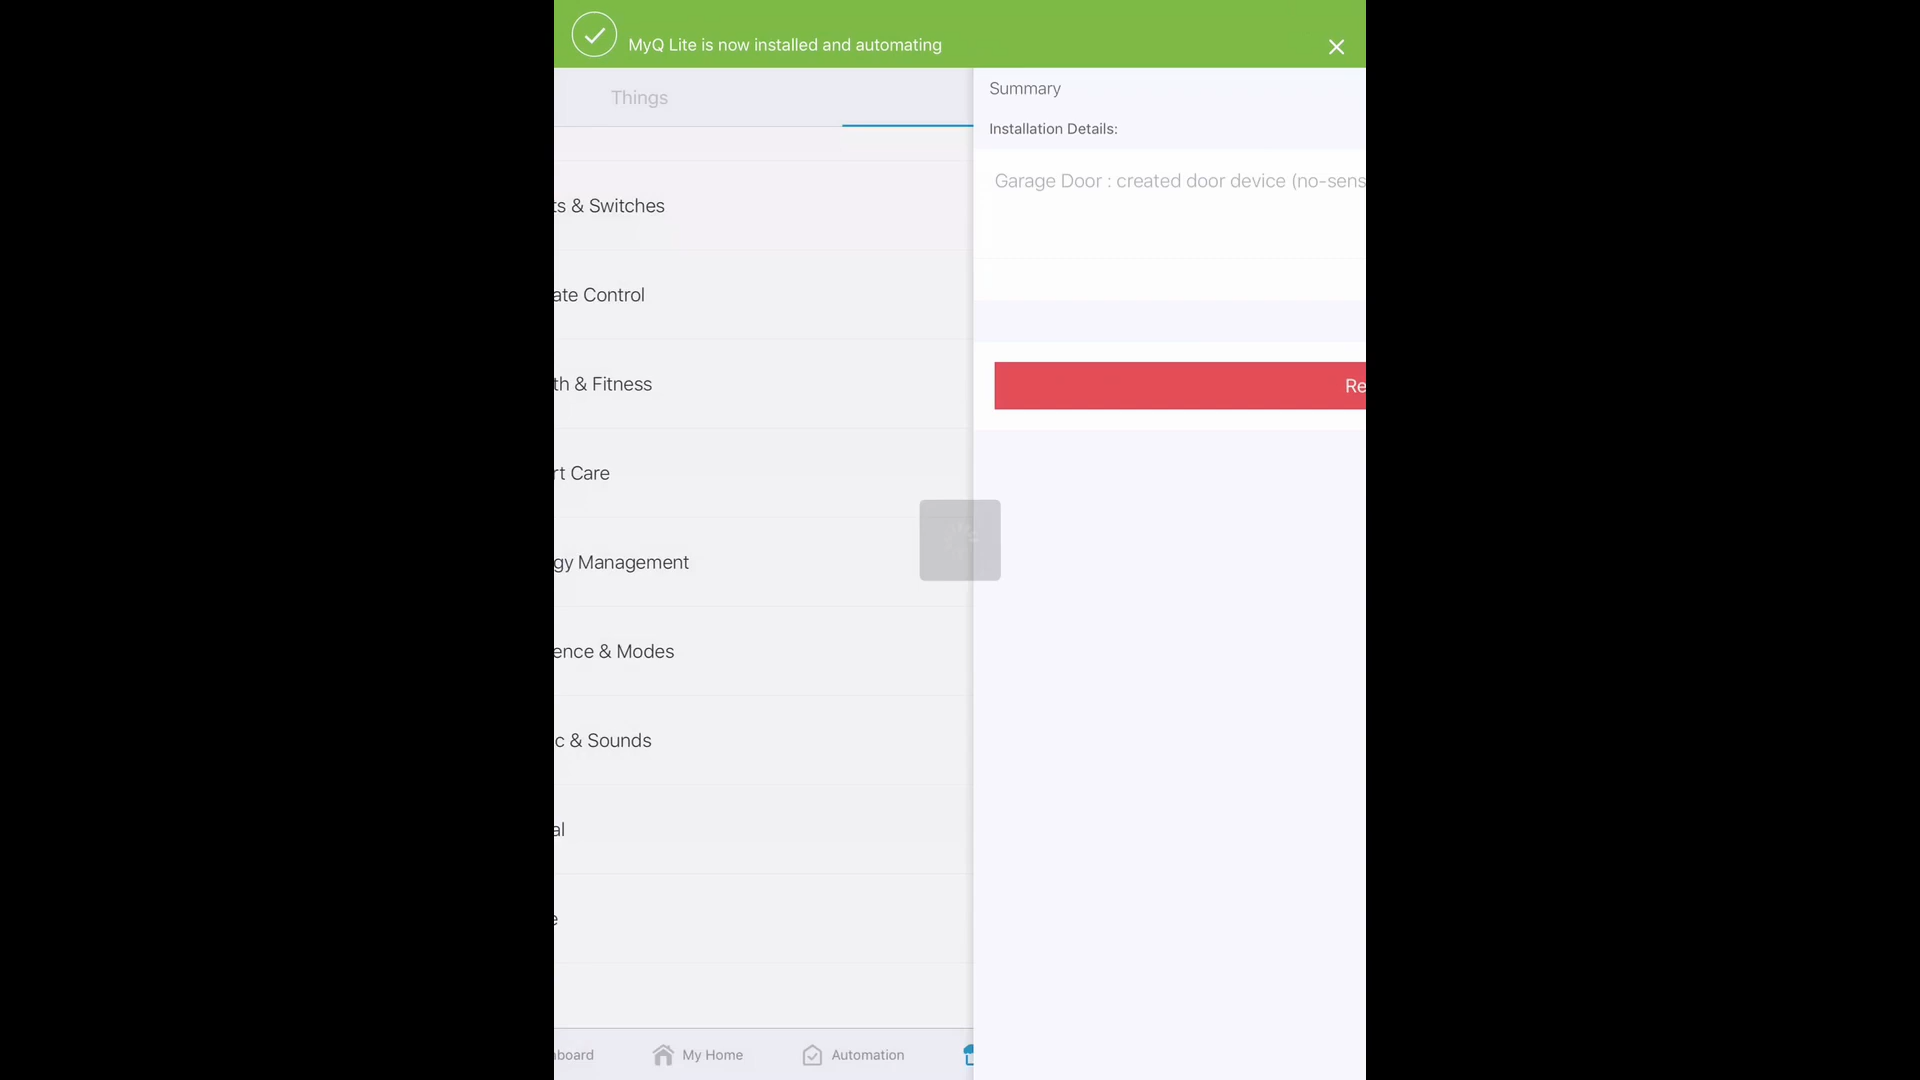 MyQ Lite is now installed and automating
Things
Summary
Installation Details:
Garage Door : created door device (no-sens
Re
ts & Switches
ate Control
th & Fitness
rt Care
gy Management
ence & Modes
c & Sounds
al
e
board
My Home
Automation